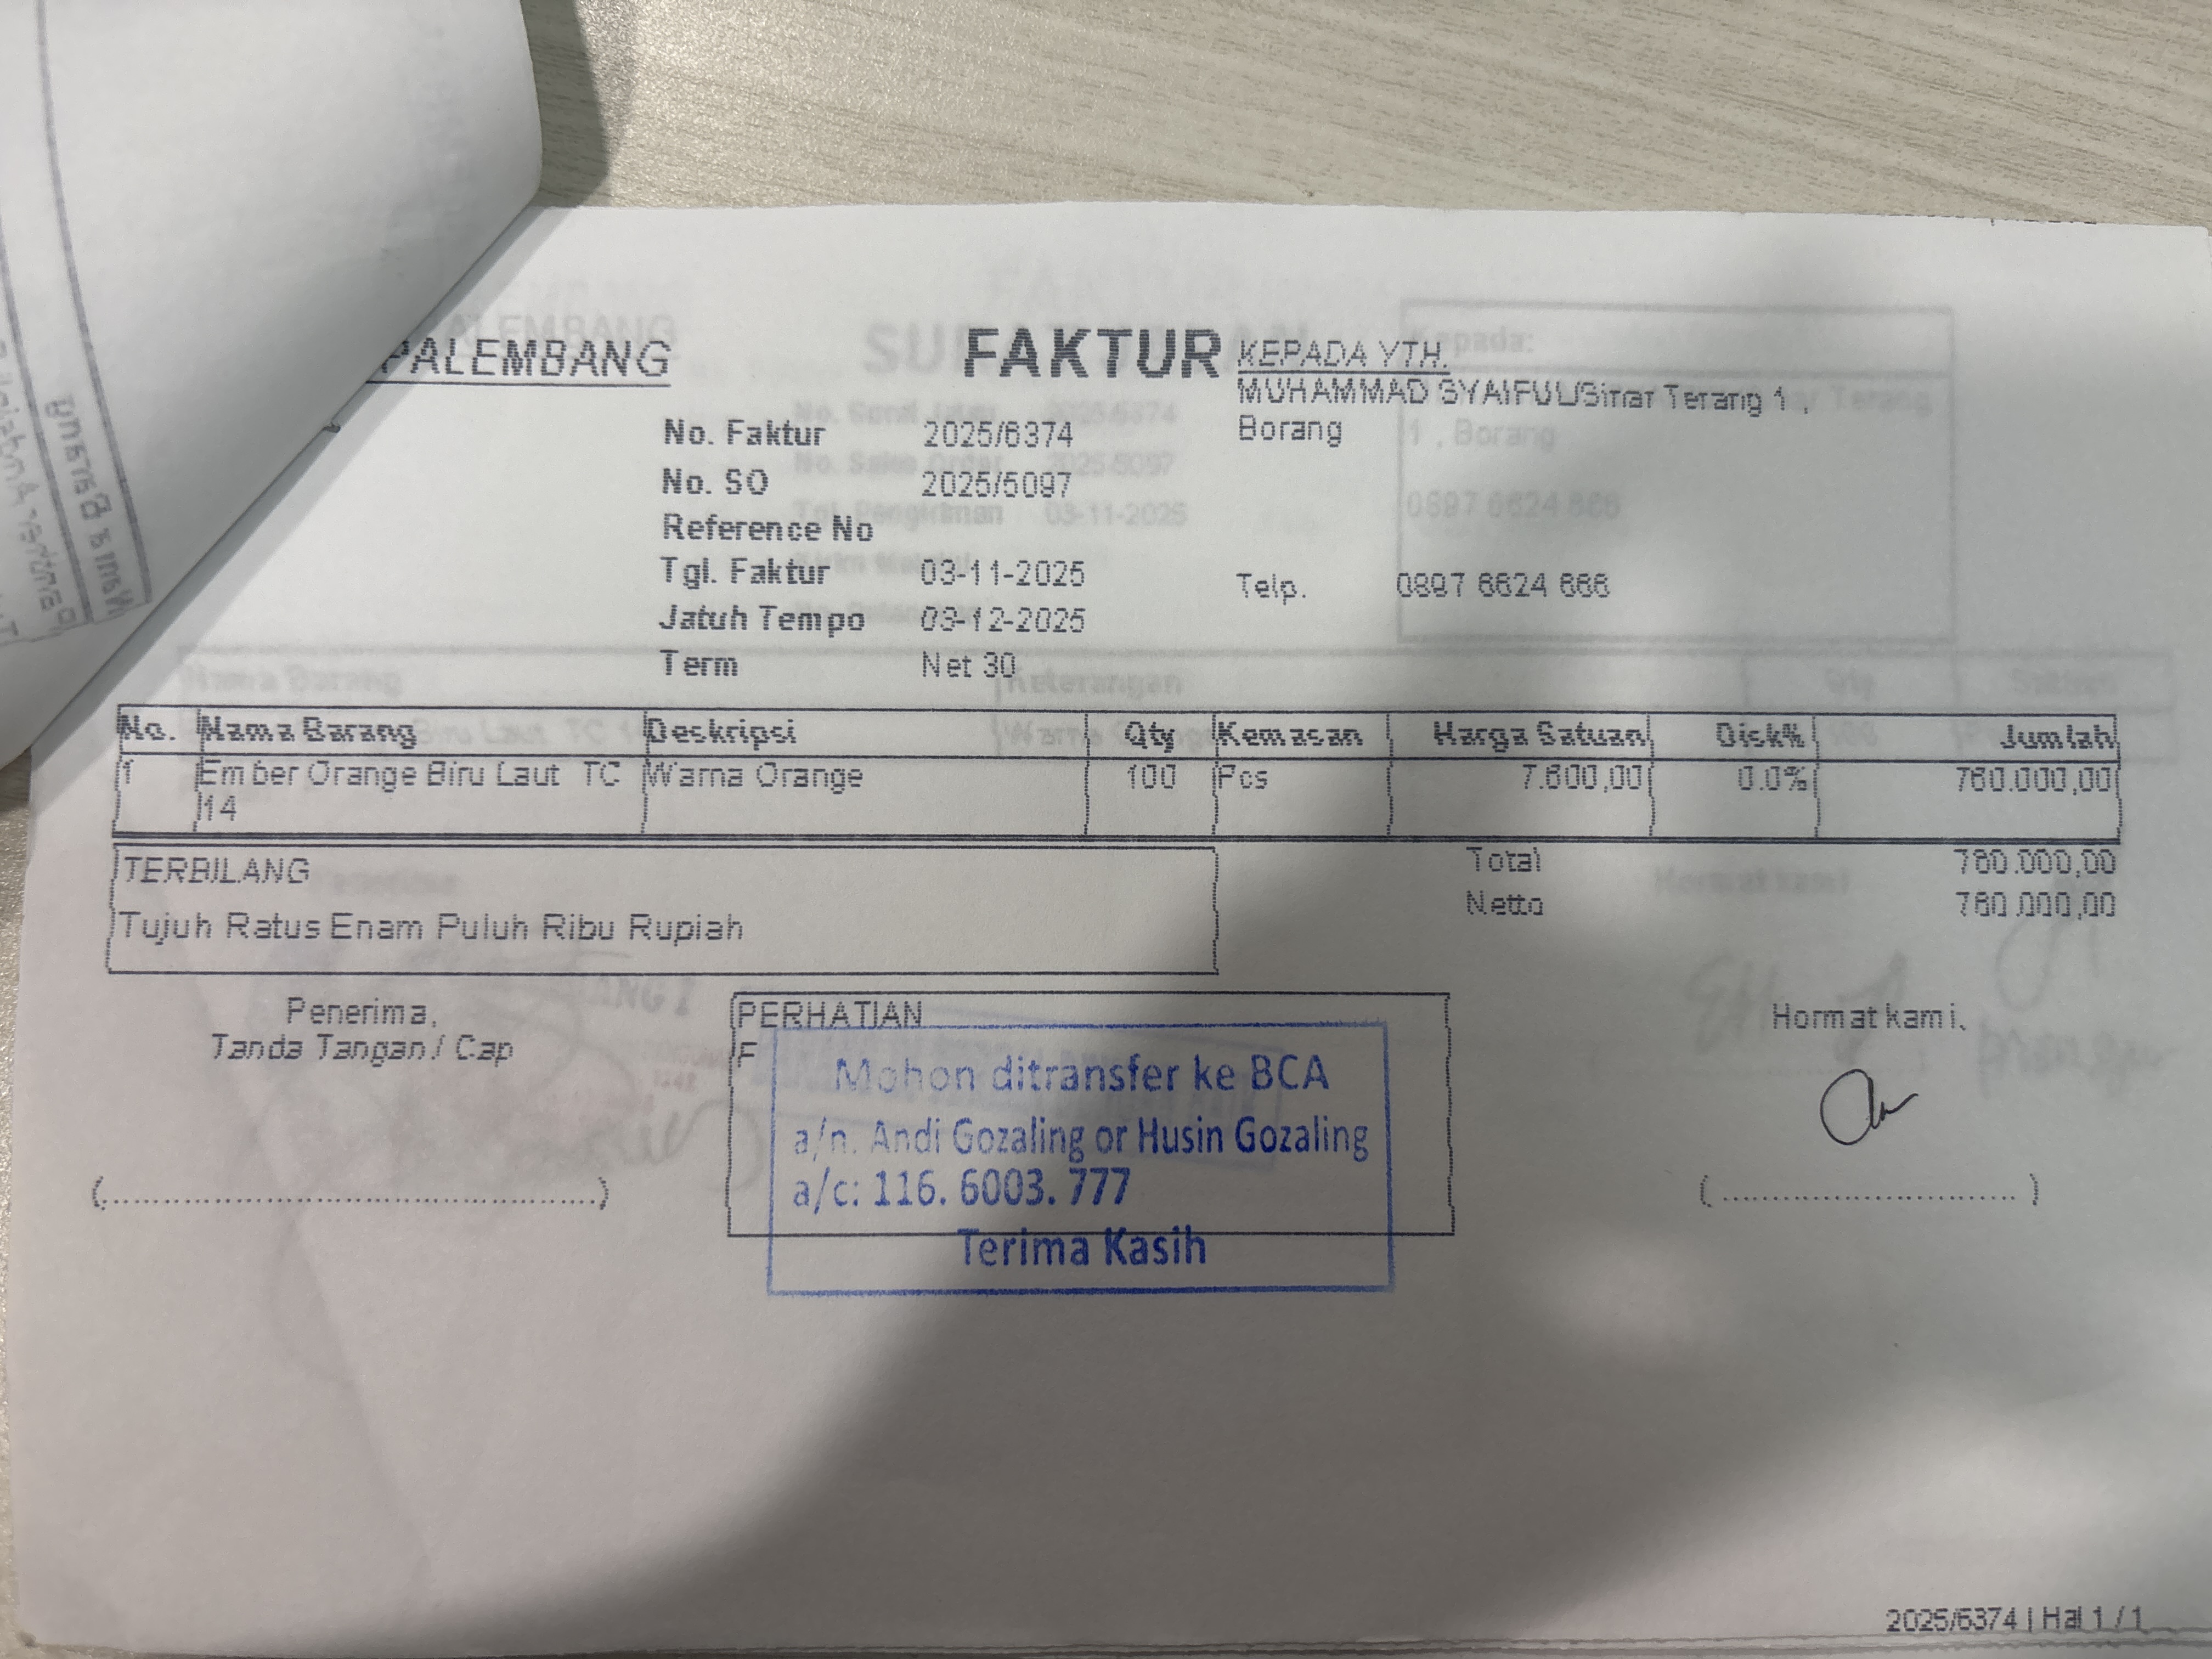 PALEMBANG
FAKTUR
KEPADA YTH.
MUHAMMAD SYAIFUL/Sinar Terang 1 ,
Borang
No. Faktur 2025/6374
No. SO 2025/5097
Reference No
Tgl. Faktur 03-11-2025
Telp. 0897 6624 666
Jatuh Tempo 03-12-2025
Term Net 30
No. Nama Barang Deskripsi Qty Kemasan Harga Satuan Disk% Jumlah
1 Ember Orange Biru Laut TC 14 Warna Orange 100 Pcs 7.600,00 0.0% 760.000,00
TERBILANG
Tujuh Ratus Enam Puluh Ribu Rupiah
Total 760.000,00
Netto 760.000,00
Penerima,
Tanda Tangan / Cap
PERHATIAN
F
Mohon ditransfer ke BCA
a/n. Andi Gozaling or Husin Gozaling
a/c: 116. 6003. 777
Terima Kasih
Hormat kami,
(..........................................................)
( ............................... )
2025/6374 | Hal 1 / 1
Nama Barang